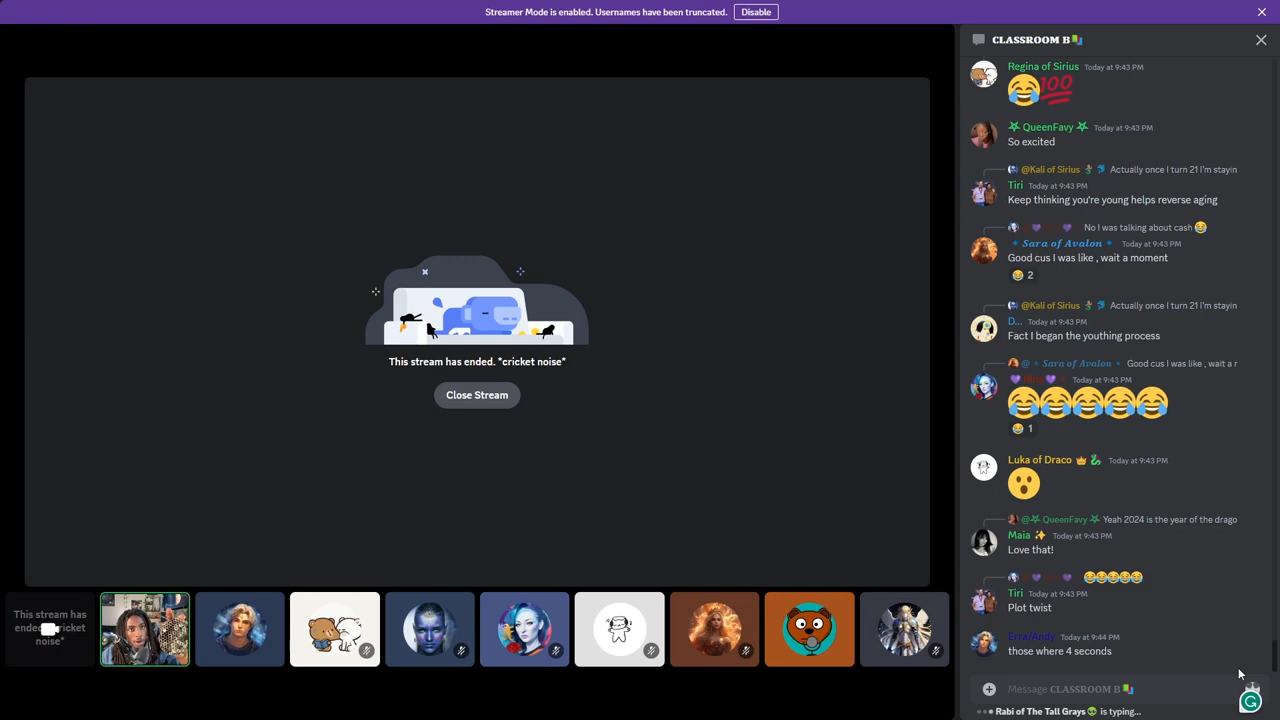 Streamer Mode is enabled. Usernames have been truncated. Disable
CLASSROOM B
This stream has ended. *cricket noise*
Close Stream
This stream has
ended. *cricket
noise*
Regina of Sirius Today at 9:43 PM
😂💯
QueenFavy Today at 9:43 PM
So excited
@Kali of Sirius Actually once I turn 21 I'm stayin
Tiri Today at 9:43 PM
Keep thinking you're young helps reverse aging
No I was talking about cash 😂
Sara of Avalon Today at 9:43 PM
Good cus I was like , wait a moment
😂 2
@Kali of Sirius Actually once I turn 21 I'm stayin
D... Today at 9:43 PM
Fact I began the youthing process
@ Sara of Avalon Good cus I was like , wait a r
Today at 9:43 PM
😂😂😂😂😂
😂 1
Luka of Draco 👑 🐉 Today at 9:43 PM
😮
@ QueenFavy Yeah 2024 is the year of the drago
Maia ✨ Today at 9:43 PM
Love that!
😂😂😂😂😂
Tiri Today at 9:43 PM
Plot twist
Erra/Andy Today at 9:44 PM
those where 4 seconds
Message CLASSROOM B
Rabi of The Tall Grays 👽 is typing...